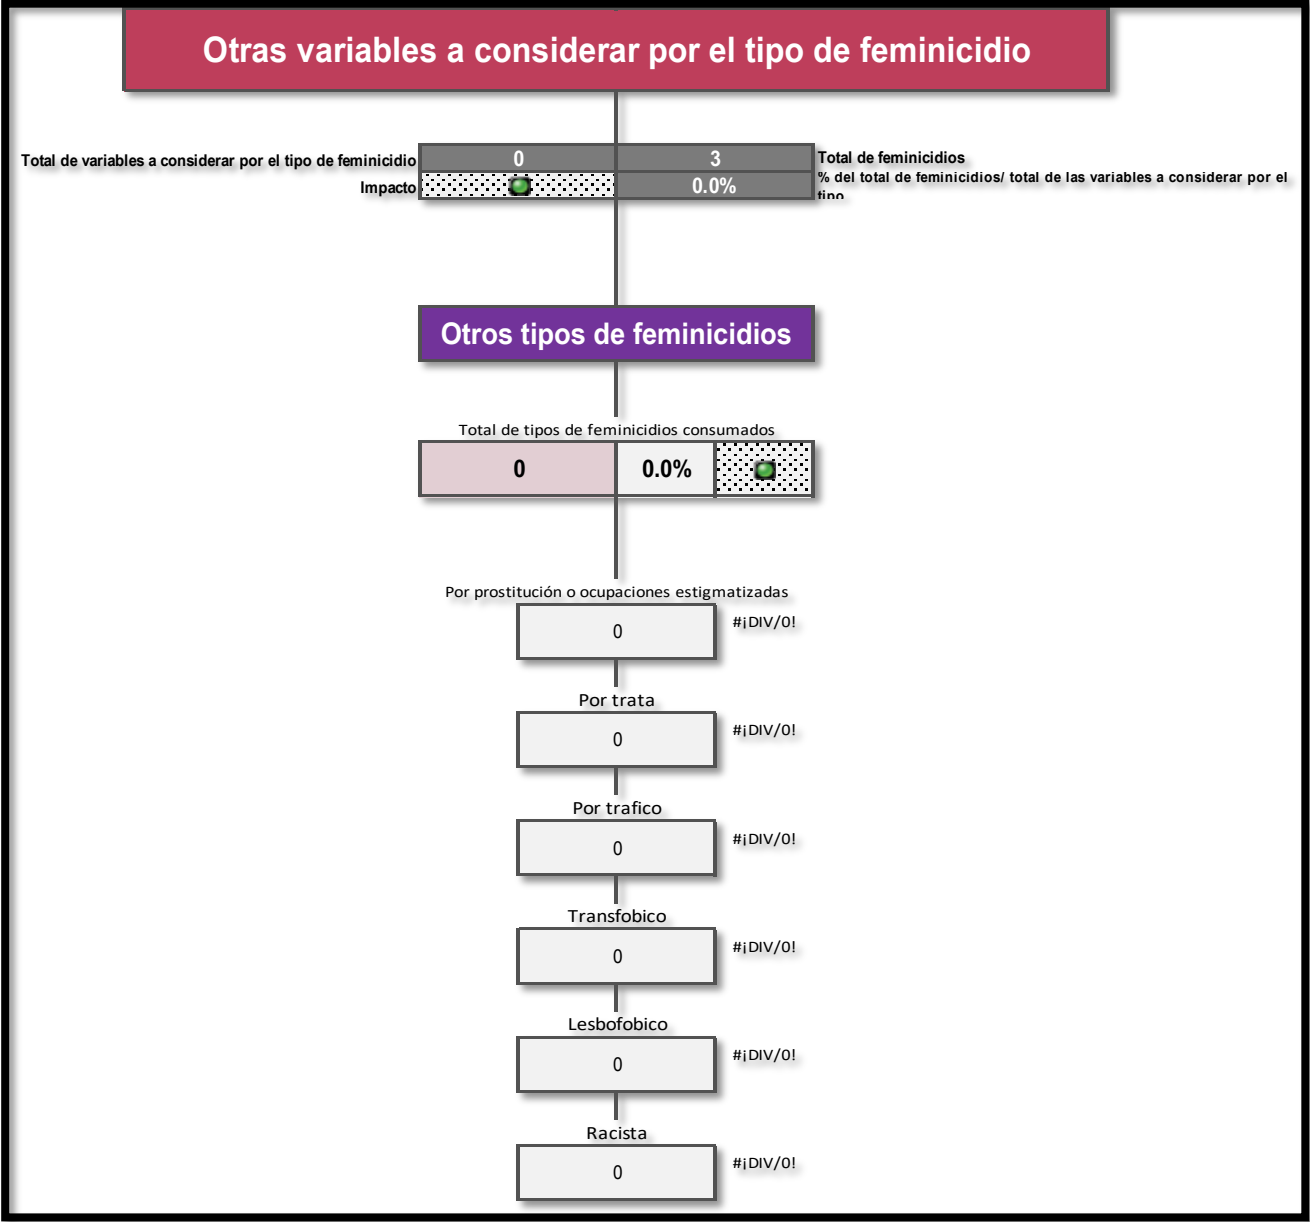 Otras variables a considerar por el tipo de feminicidio
Total de variables a considerar por el tipo de feminicidio 0 3 Total de feminicidios
Impacto 0.0% % del total de feminicidios/ total de las variables a considerar por el
tipo
Otros tipos de feminicidios
Total de tipos de feminicidios consumados
0 0.0%
Por prostitución o ocupaciones estigmatizadas
0 #¡DIV/0!
Por trata
0 #¡DIV/0!
Por trafico
0 #¡DIV/0!
Transfobico
0 #¡DIV/0!
Lesbofobico
0 #¡DIV/0!
Racista
0 #¡DIV/0!